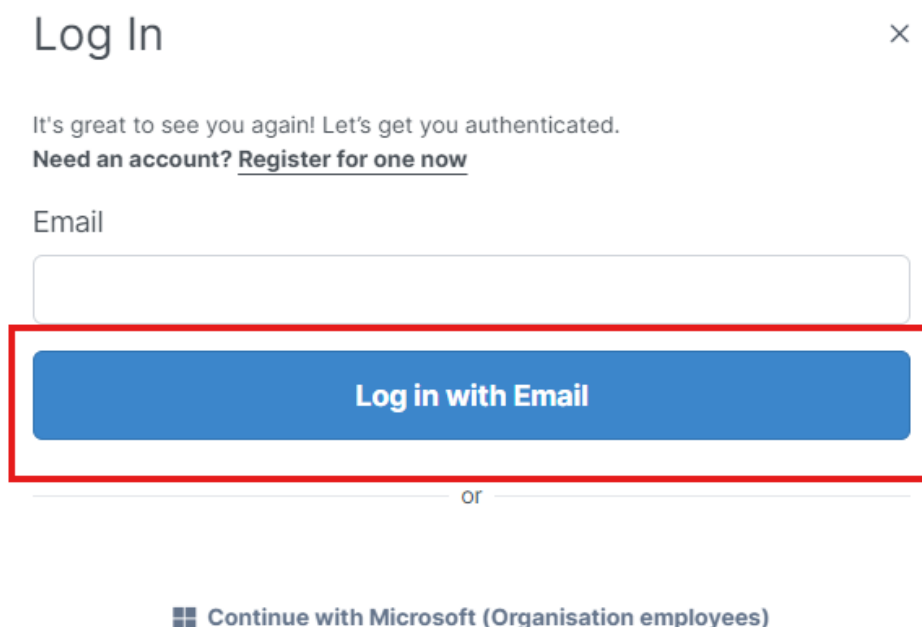 Log In
It's great to see you again! Let’s get you authenticated.
Need an account? Register for one now
Email
Log in with Email
or
Continue with Microsoft (Organisation employees)